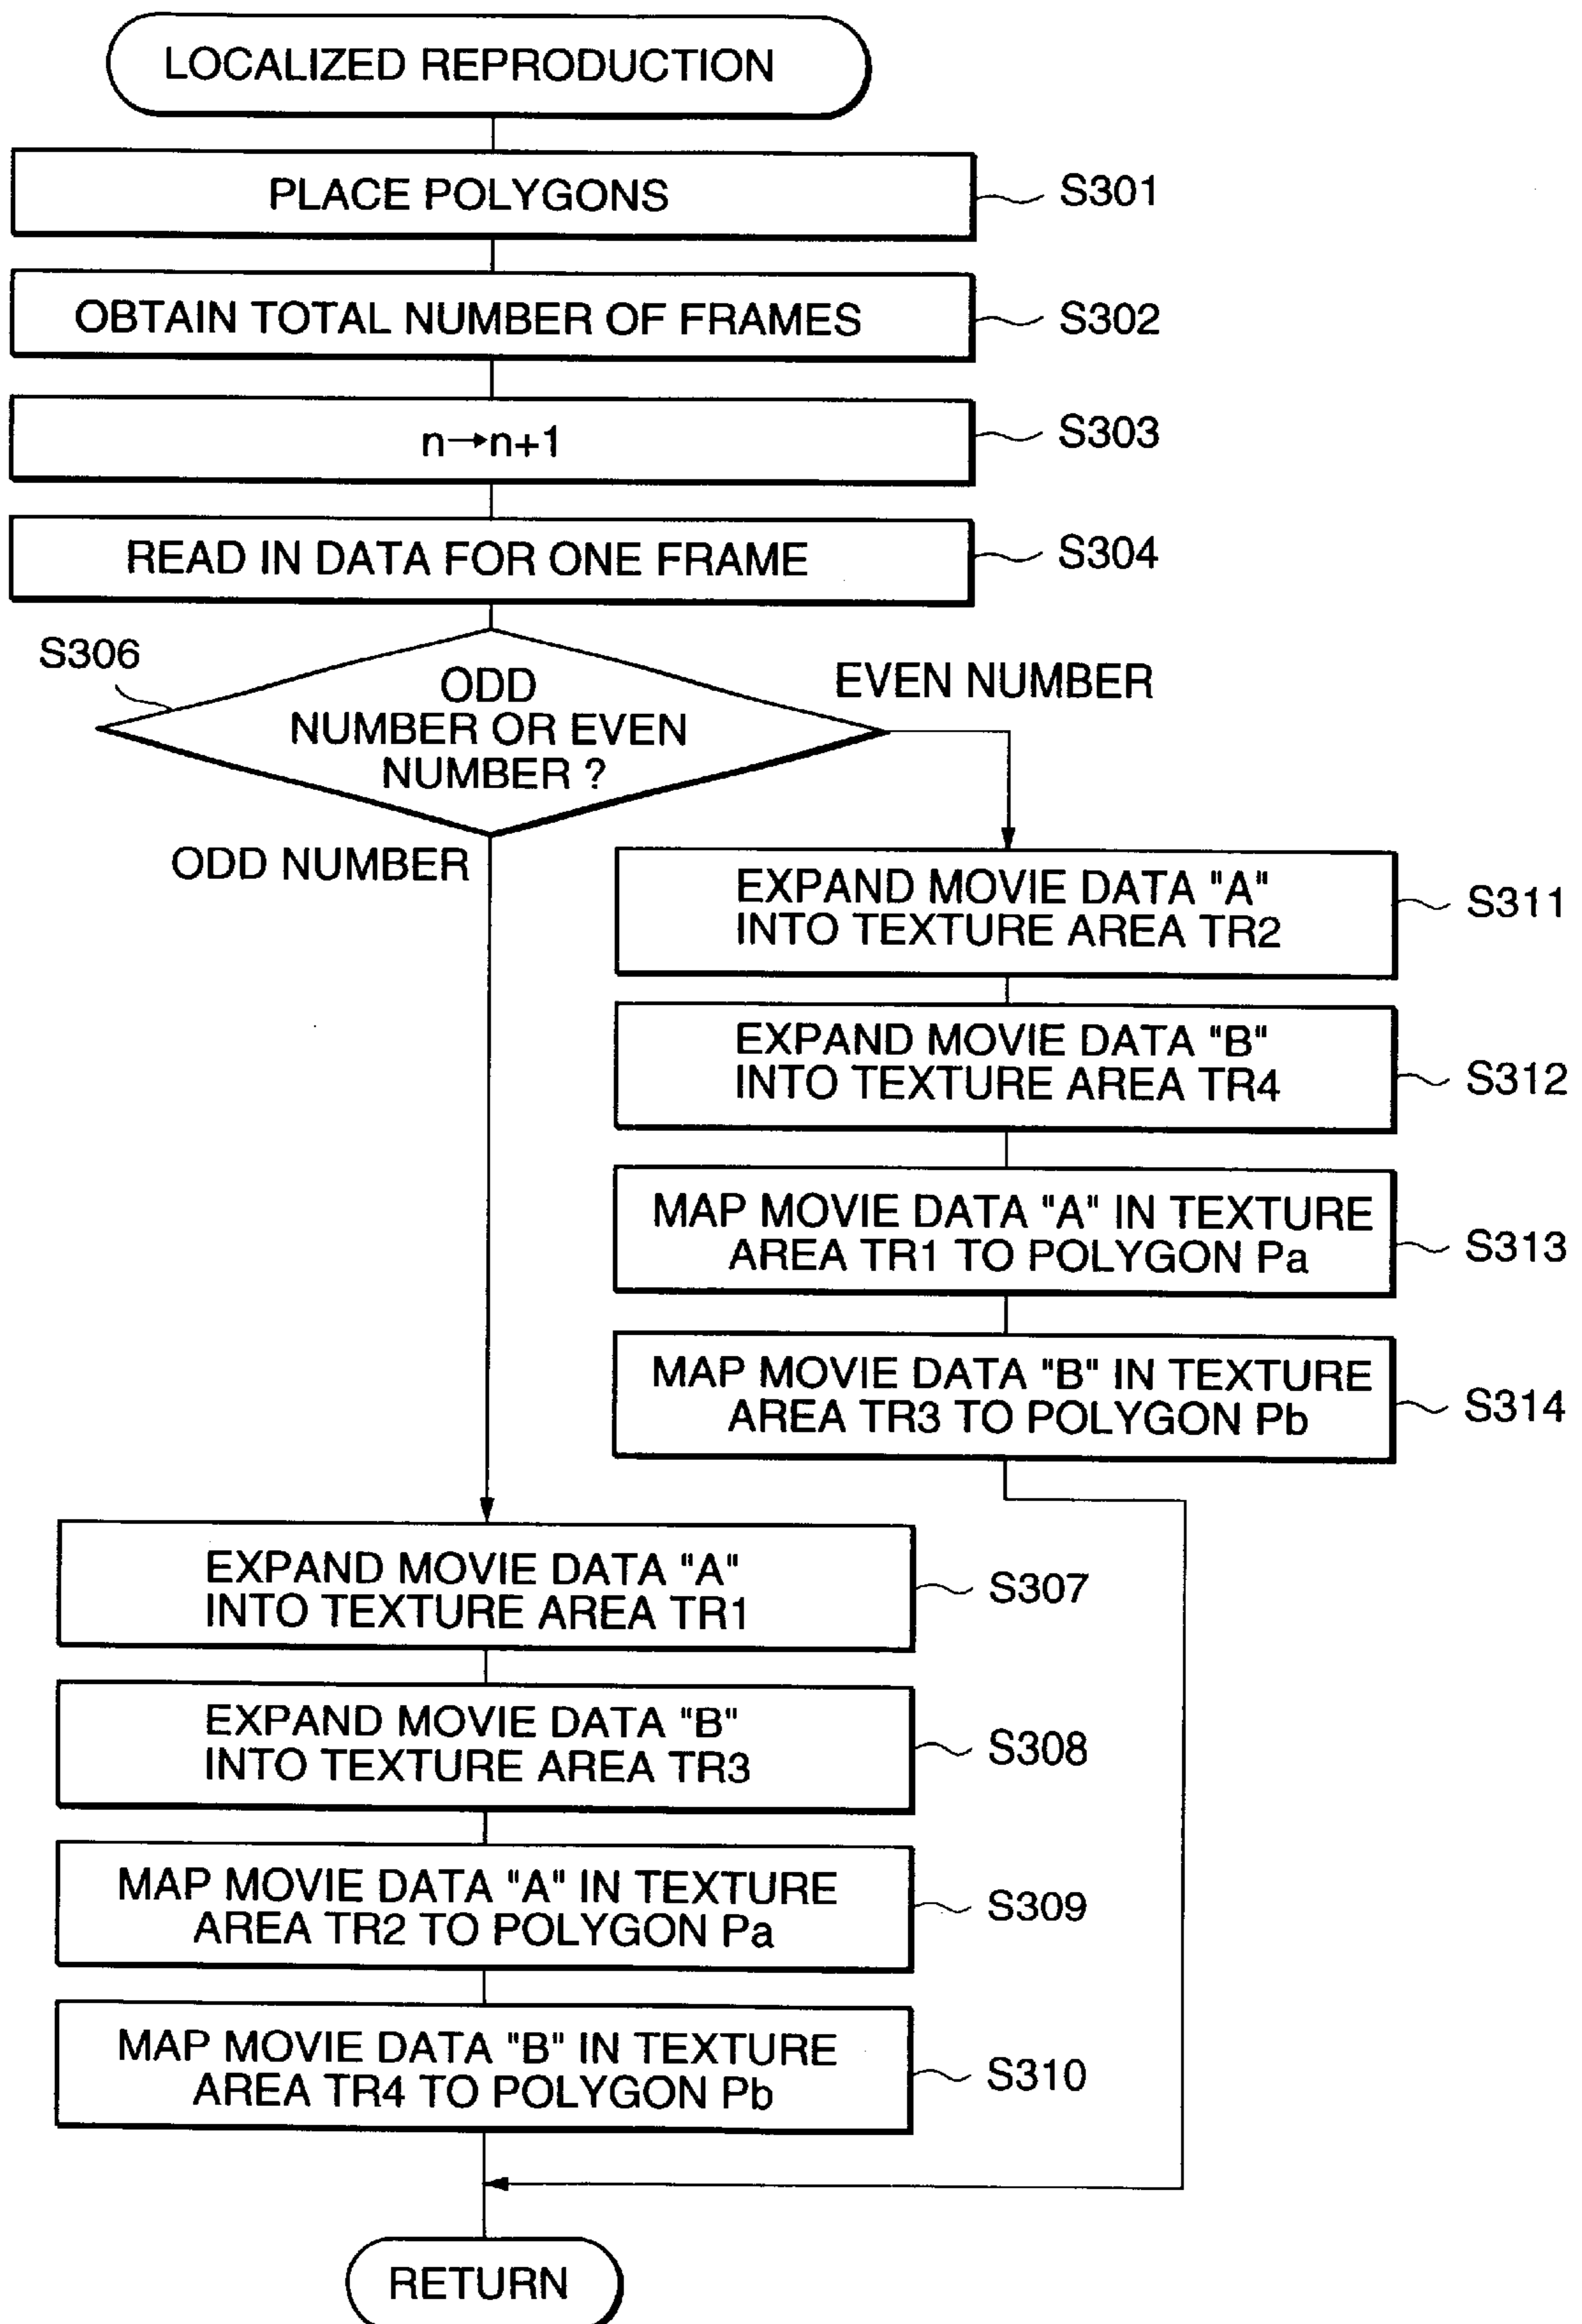 LOCALIZED REPRODUCTION
PLACE POLYGONS
S301
OBTAIN TOTAL NUMBER OF FRAMES
S302
n→n+1
S303
READ IN DATA FOR ONE FRAME
S304
S306
ODD
NUMBER OR EVEN
NUMBER ?
EVEN NUMBER
ODD NUMBER
EXPAND MOVIE DATA "A"
INTO TEXTURE AREA TR2
S311
EXPAND MOVIE DATA "B"
INTO TEXTURE AREA TR4
S312
MAP MOVIE DATA "A" IN TEXTURE
AREA TR1 TO POLYGON Pa
S313
MAP MOVIE DATA "B" IN TEXTURE
AREA TR3 TO POLYGON Pb
S314
EXPAND MOVIE DATA "A"
INTO TEXTURE AREA TR1
S307
EXPAND MOVIE DATA "B"
INTO TEXTURE AREA TR3
S308
MAP MOVIE DATA "A" IN TEXTURE
AREA TR2 TO POLYGON Pa
S309
MAP MOVIE DATA "B" IN TEXTURE
AREA TR4 TO POLYGON Pb
S310
RETURN